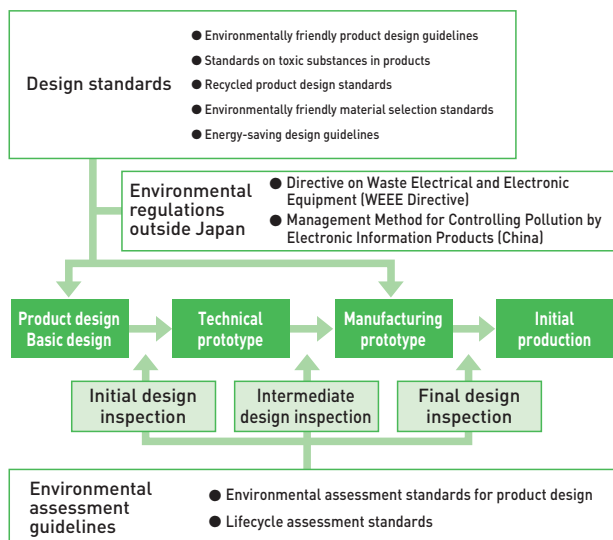 Design standards
● Environmentally friendly product design guidelines
● Standards on toxic substances in products
● Recycled product design standards
● Environmentally friendly material selection standards
● Energy-saving design guidelines
Environmental
regulations
outside Japan
● Directive on Waste Electrical and Electronic
Equipment (WEEE Directive)
● Management Method for Controlling Pollution by
Electronic Information Products (China)
Product design
Basic design
Technical
prototype
Manufacturing
prototype
Initial
production
Initial design
inspection
Intermediate
design inspection
Final design
inspection
Environmental
assessment
guidelines
● Environmental assessment standards for product design
● Lifecycle assessment standards